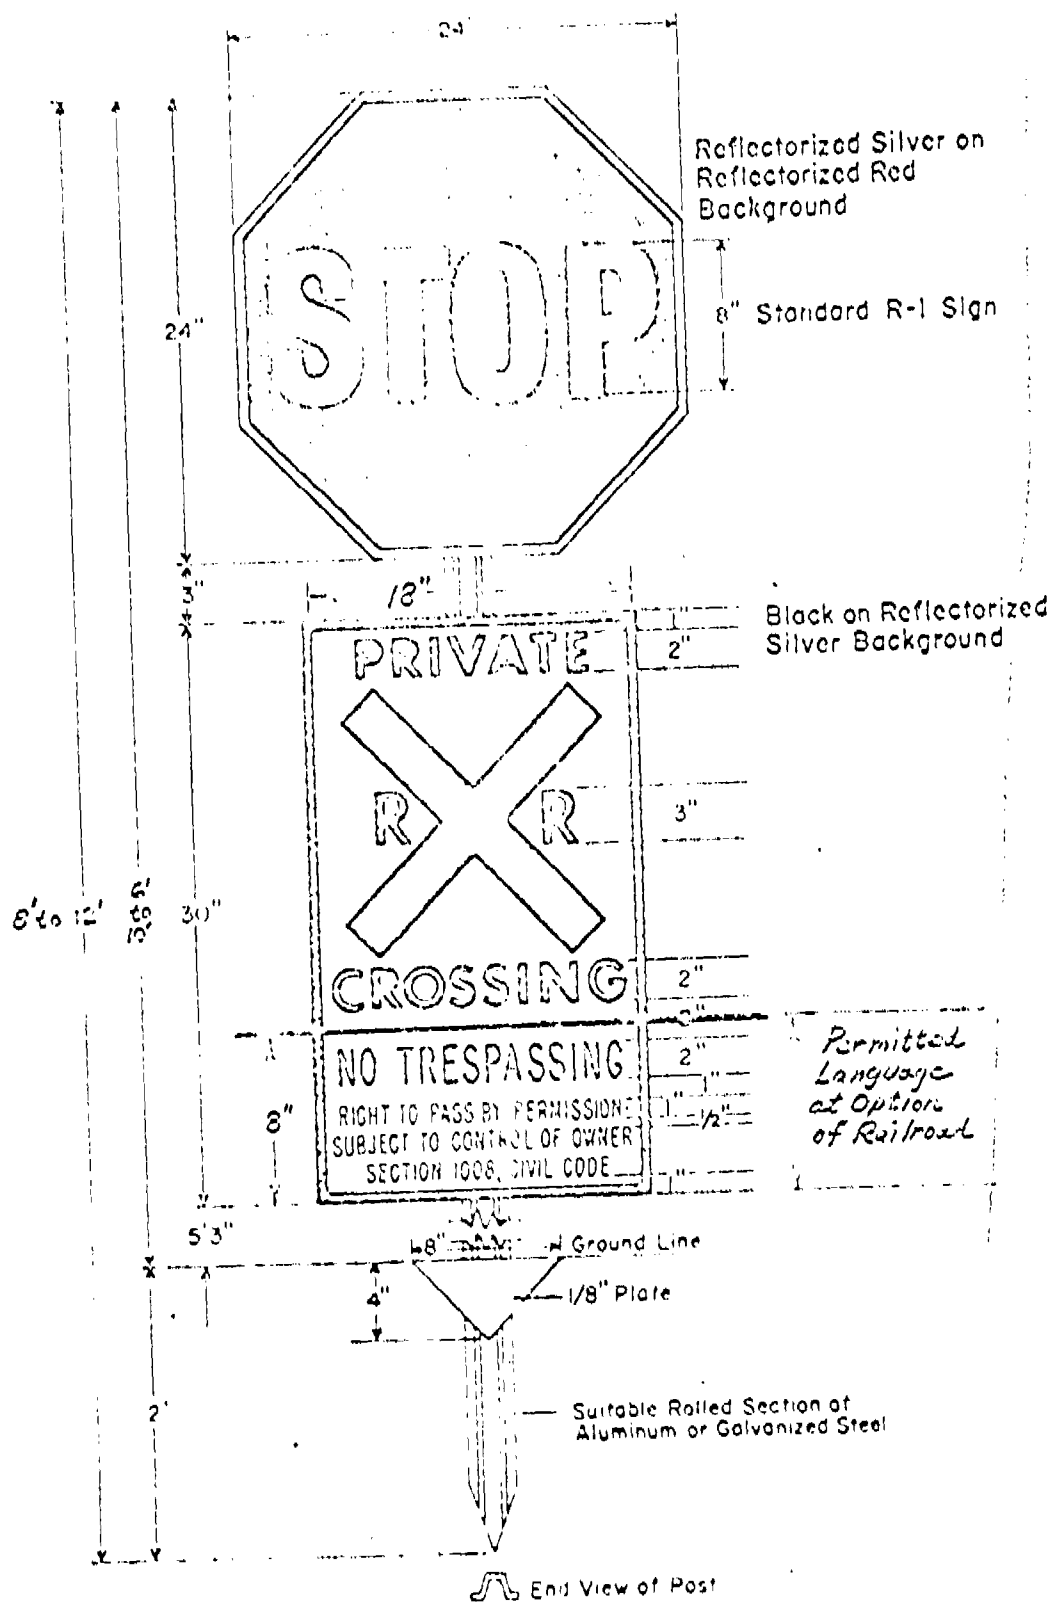 24"
Reflectorized Silver on
Reflectorized Red
Background
STOP
24"
8" Standard R-1 Sign
3"
18"
1"
Black on Reflectorized
Silver Background
PRIVATE
2"
R R
3"
8' to 12'
30"
CROSSING
2"
NO TRESPASSING
2"
1"
Permitted
Language
at Option
of Railroad
8"
RIGHT TO PASS BY PERMISSION
1"
1/2"
SUBJECT TO CONTROL OF OWNER
SECTION 1008, CIVIL CODE
1"
5'3"
Ground Line
4"
1/8" Plate
2'
Suitable Rolled Section of
Aluminum or Galvanized Steel
End View of Post